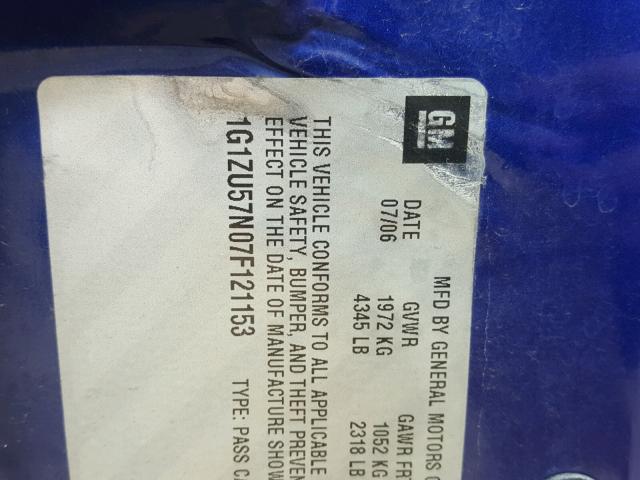 GM
MFD BY GENERAL MOTORS
DATE GVWR GAWR FRT
07/06 1972 KG 1052 KG
4345 LB 2318 LB
THIS VEHICLE CONFORMS TO ALL APPLICABLE
VEHICLE SAFETY, BUMPER, AND THEFT PREVEN
EFFECT ON THE DATE OF MANUFACTURE SHOW
1G1ZU57N07F121153 TYPE: PASS CA